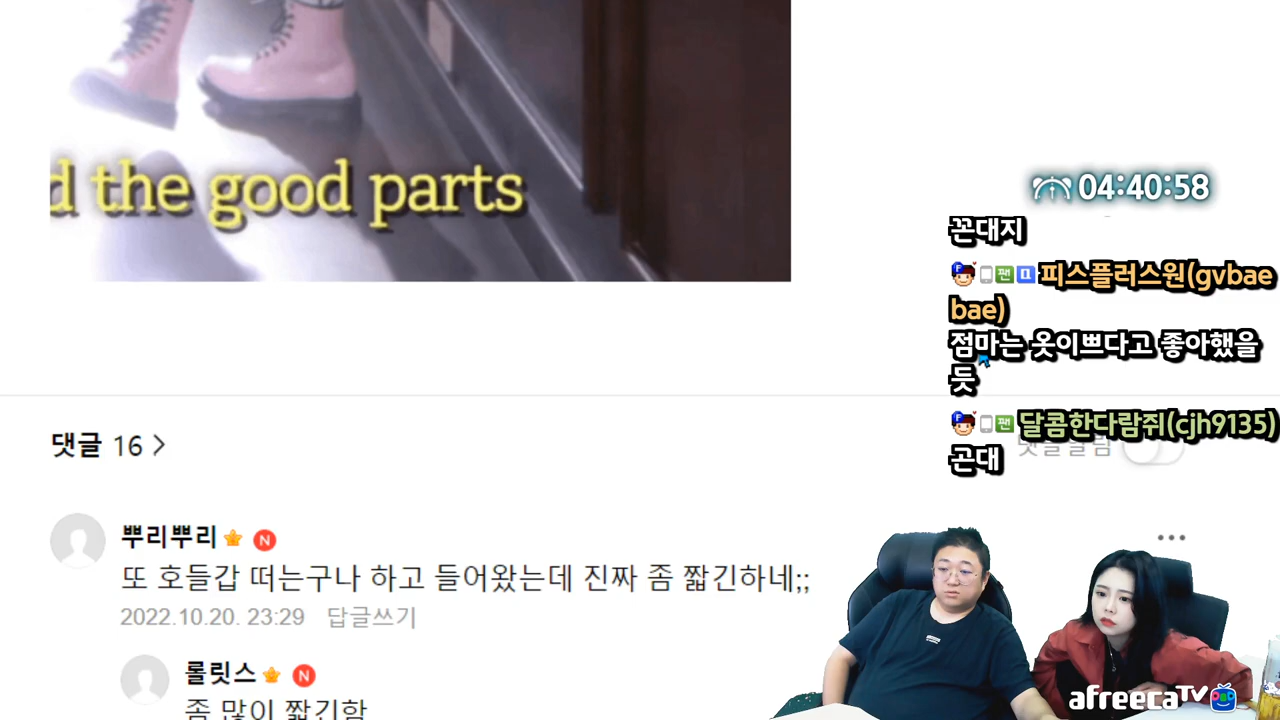 d the good parts
04:40:58
꼰대지
피스플러스원(gvbae
bae)
점마는 옷이쁘다고 좋아했을
듯
달콤한다람쥐(cjh9135)
곤대
댓글 16
댓글알림
뿌리뿌리
또 호들갑 떠는구나 하고 들어왔는데 진짜 좀 짧긴하네;;
2022.10.20. 23:29 답글쓰기
롤릿스
좀 많이 짧긴함
afreecaTV